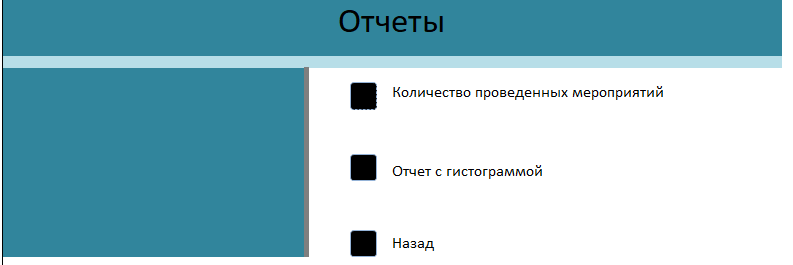 Отчеты
Количество проведенных мероприятий
Отчет с гистограммой
Назад